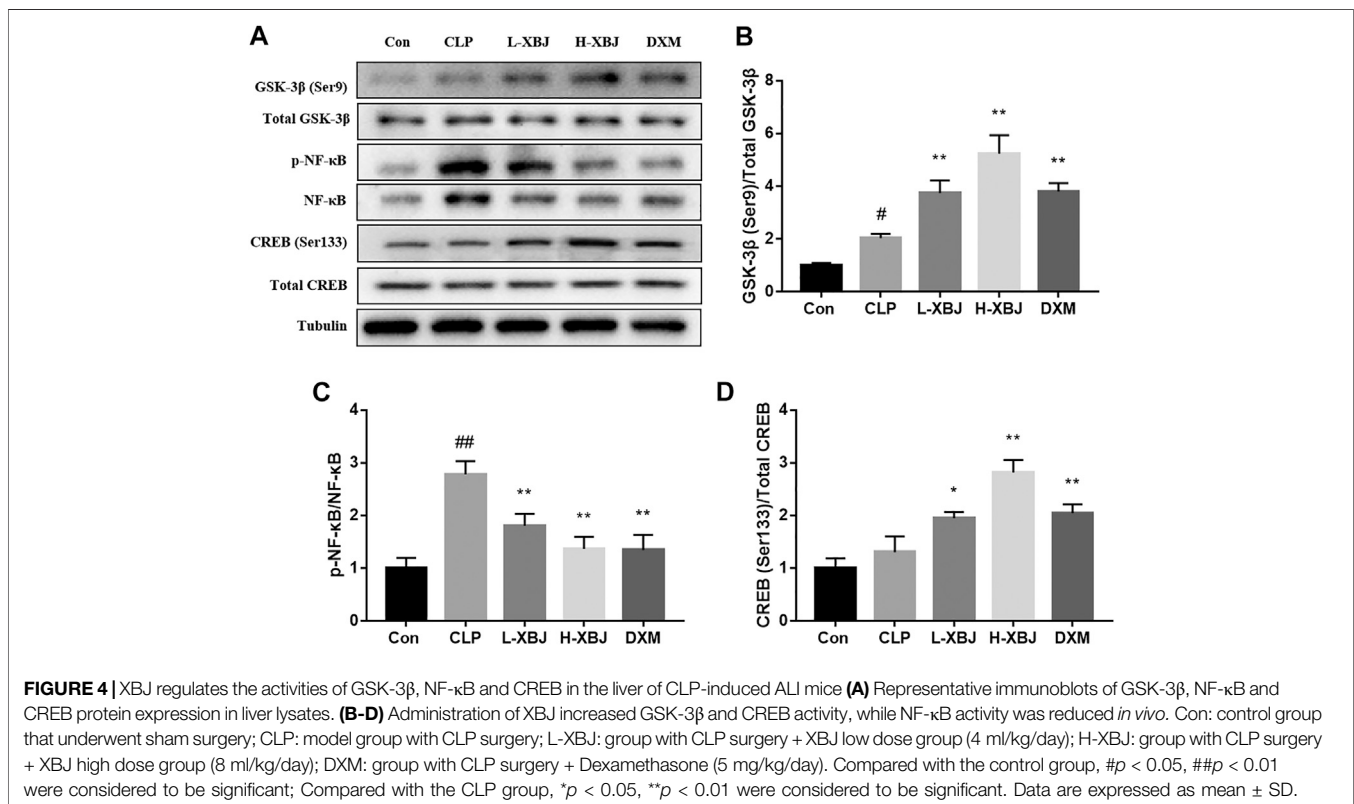 A
Con CLP L-XBJ H-XBJ DXM
GSK-3β (Ser9)
Total GSK-3β
p-NF-κB
NF-κB
CREB (Ser133)
Total CREB
Tubulin
B
GSK-3β (Ser9)/Total GSK-3β
8
6
4
2
0
#
**
**
**
Con CLP L-XBJ H-XBJ DXM
C
p-NF-κB/NF-κB
4
3
2
1
0
##
**
**
**
Con CLP L-XBJ H-XBJ DXM
D
CREB (Ser133)/Total CREB
4
3
2
1
0
*
**
**
Con CLP L-XBJ H-XBJ DXM
FIGURE 4 | XBJ regulates the activities of GSK-3β, NF-κB and CREB in the liver of CLP-induced ALI mice (A) Representative immunoblots of GSK-3β, NF-κB and
CREB protein expression in liver lysates. (B-D) Administration of XBJ increased GSK-3β and CREB activity, while NF-κB activity was reduced in vivo. Con: control group
that underwent sham surgery; CLP: model group with CLP surgery; L-XBJ: group with CLP surgery + XBJ low dose group (4 ml/kg/day); H-XBJ: group with CLP surgery
+ XBJ high dose group (8 ml/kg/day); DXM: group with CLP surgery + Dexamethasone (5 mg/kg/day). Compared with the control group, #p < 0.05, ##p < 0.01
were considered to be significant; Compared with the CLP group, *p < 0.05, **p < 0.01 were considered to be significant. Data are expressed as mean ± SD.